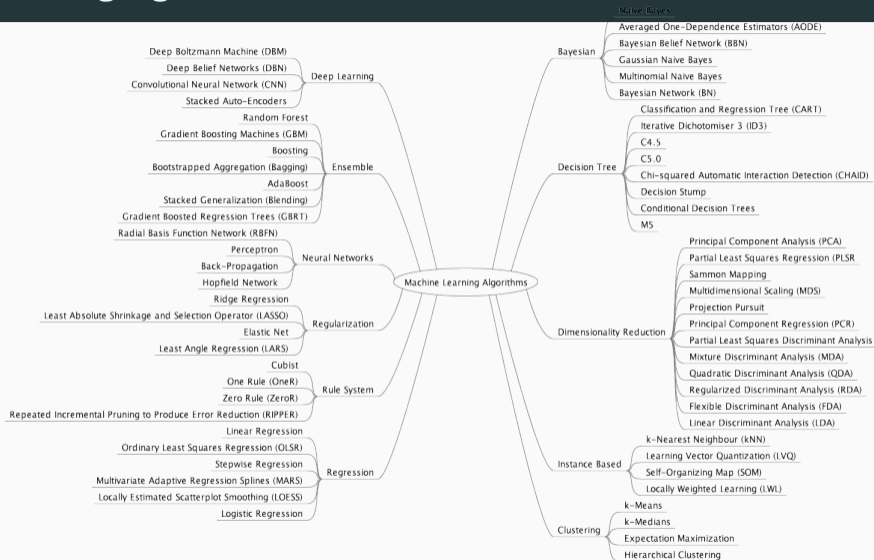 Deep Boltzmann Machine (DBM)
Deep Belief Networks (DBN)
Convolutional Neural Network (CNN)
Stacked Auto-Encoders
Deep Learning
Random Forest
Gradient Boosting Machines (GBM)
Boosting
Bootstrapped Aggregation (Bagging)
AdaBoost
Stacked Generalization (Blending)
Gradient Boosted Regression Trees (GBRT)
Ensemble
Radial Basis Function Network (RBFN)
Perceptron
Back-Propagation
Hopfield Network
Neural Networks
Ridge Regression
Least Absolute Shrinkage and Selection Operator (LASSO)
Elastic Net
Least Angle Regression (LARS)
Regularization
Cubist
One Rule (OneR)
Zero Rule (ZeroR)
Repeated Incremental Pruning to Produce Error Reduction (RIPPER)
Rule System
Linear Regression
Ordinary Least Squares Regression (OLSR)
Stepwise Regression
Multivariate Adaptive Regression Splines (MARS)
Locally Estimated Scatterplot Smoothing (LOESS)
Logistic Regression
Regression
Machine Learning Algorithms
Bayesian
Naive Bayes
Averaged One-Dependence Estimators (AODE)
Bayesian Belief Network (BBN)
Gaussian Naive Bayes
Multinomial Naive Bayes
Bayesian Network (BN)
Decision Tree
Classification and Regression Tree (CART)
Iterative Dichotomiser 3 (ID3)
C4.5
C5.0
Chi-squared Automatic Interaction Detection (CHAID)
Decision Stump
Conditional Decision Trees
M5
Dimensionality Reduction
Principal Component Analysis (PCA)
Partial Least Squares Regression (PLSR
Sammon Mapping
Multidimensional Scaling (MDS)
Projection Pursuit
Principal Component Regression (PCR)
Partial Least Squares Discriminant Analysis
Mixture Discriminant Analysis (MDA)
Quadratic Discriminant Analysis (QDA)
Regularized Discriminant Analysis (RDA)
Flexible Discriminant Analysis (FDA)
Linear Discriminant Analysis (LDA)
Instance Based
k-Nearest Neighbour (kNN)
Learning Vector Quantization (LVQ)
Self-Organizing Map (SOM)
Locally Weighted Learning (LWL)
Clustering
k-Means
k-Medians
Expectation Maximization
Hierarchical Clustering